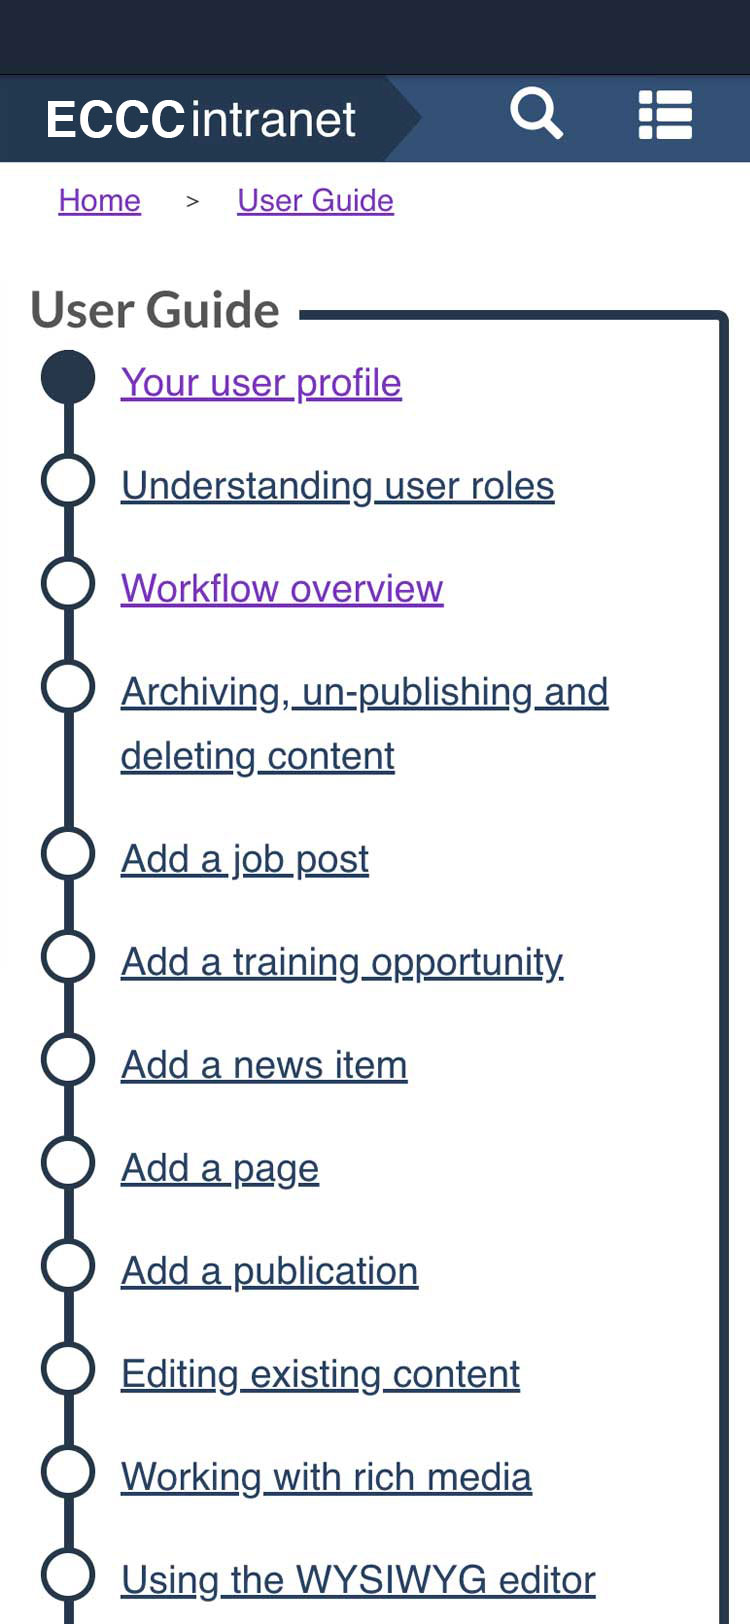 ECCC intranet
Home > User Guide
User Guide
Your user profile
Understanding user roles
Workflow overview
Archiving, un-publishing and
deleting content
Add a job post
Add a training opportunity
Add a news item
Add a page
Add a publication
Editing existing content
Working with rich media
Using the WYSIWYG editor